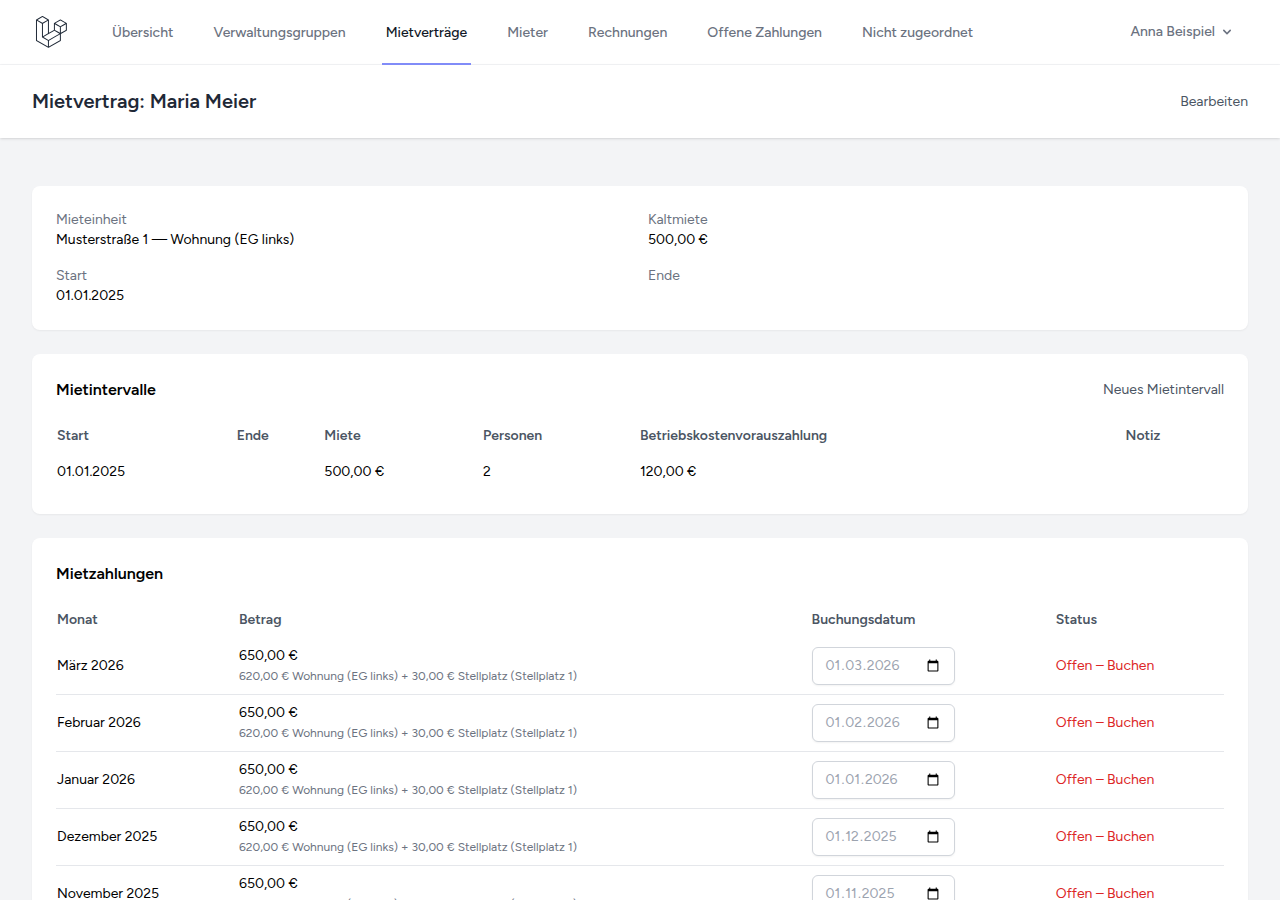 Übersicht Verwaltungsgruppen Mietverträge Mieter Rechnungen Offene Zahlungen Nicht zugeordnet Anna Beispiel
Mietvertrag: Maria Meier Bearbeiten
Mieteinheit Kaltmiete
Musterstraße 1 — Wohnung (EG links) 500,00 €
Start Ende
01.01.2025
Mietintervalle Neues Mietintervall
Start Ende Miete Personen Betriebskostenvorauszahlung Notiz
01.01.2025 500,00 € 2 120,00 €
Mietzahlungen
Monat Betrag Buchungsdatum Status
März 2026 650,00 € 01.03.2026 Offen – Buchen
620,00 € Wohnung (EG links) + 30,00 € Stellplatz (Stellplatz 1)
Februar 2026 650,00 € 01.02.2026 Offen – Buchen
620,00 € Wohnung (EG links) + 30,00 € Stellplatz (Stellplatz 1)
Januar 2026 650,00 € 01.01.2026 Offen – Buchen
620,00 € Wohnung (EG links) + 30,00 € Stellplatz (Stellplatz 1)
Dezember 2025 650,00 € 01.12.2025 Offen – Buchen
620,00 € Wohnung (EG links) + 30,00 € Stellplatz (Stellplatz 1)
November 2025 650,00 € 01.11.2025 Offen – Buchen